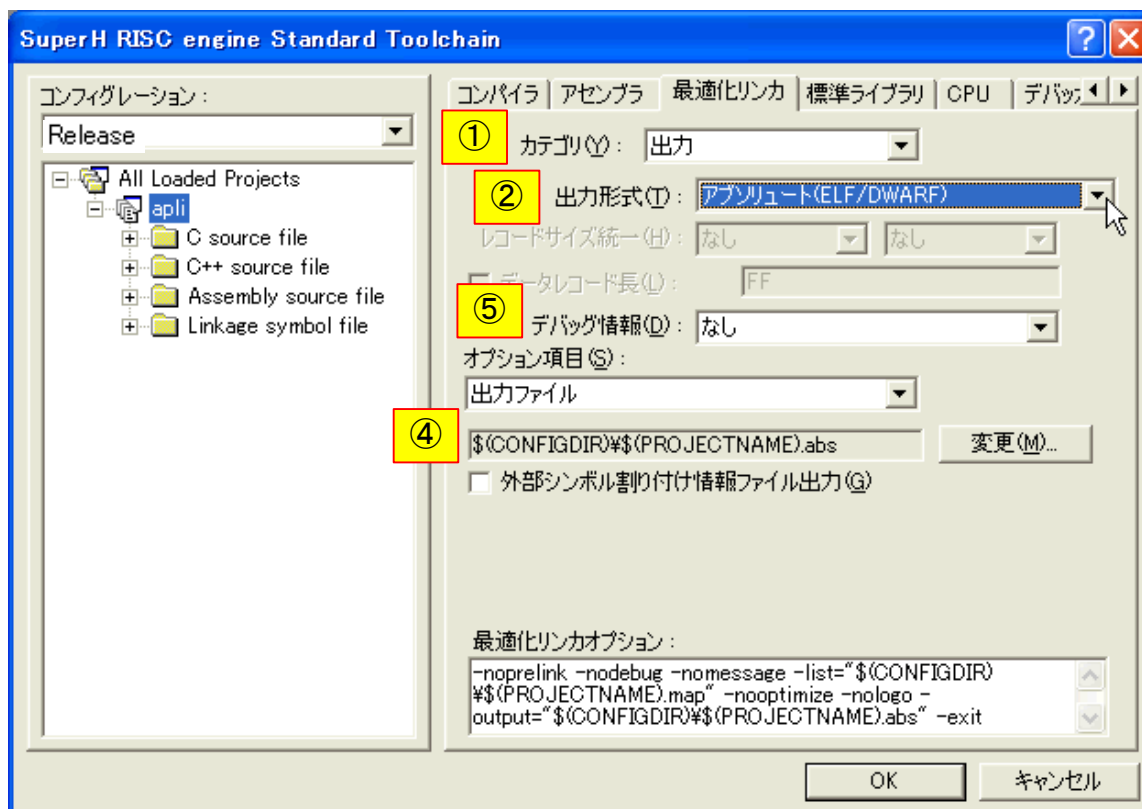 SuperH RISC engine Standard Toolchain
コンフィグレーション :
Release
All Loaded Projects
apli
C source file
C++ source file
Assembly source file
Linkage symbol file
コンパイラ アセンブラ 最適化リンカ 標準ライブラリ CPU デバッガ
① カテゴリ(Y) : 出力
② 出力形式(T) : アブソリュート(ELF/DWARF)
レコードサイズ統一(H) : なし なし
データレコード長(L) : FF
⑤ デバッグ情報(D) : なし
オプション項目(S) :
出力ファイル
④ $(CONFIGDIR)¥$(PROJECTNAME).abs 変更(M)...
外部シンボル割り付け情報ファイル出力(G)
最適化リンカオプション :
-noprelink -nodebug -nomessage -list="$(CONFIGDIR)
¥$(PROJECTNAME).map" -nooptimize -nologo -
output="$(CONFIGDIR)¥$(PROJECTNAME).abs" -exit
OK キャンセル